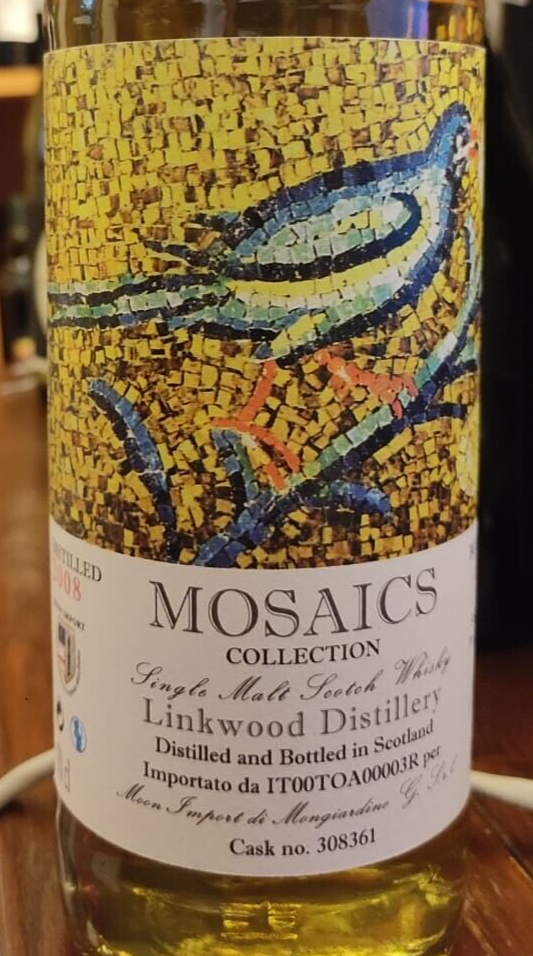 MOSAICS
COLLECTION
Single Malt Scotch Whisky
Linkwood Distillery
Distilled and Bottled in Scotland
Importato da IT00TOA00003R per
Moon Import di Mongiardino G. S.r.l
Cask no. 308361